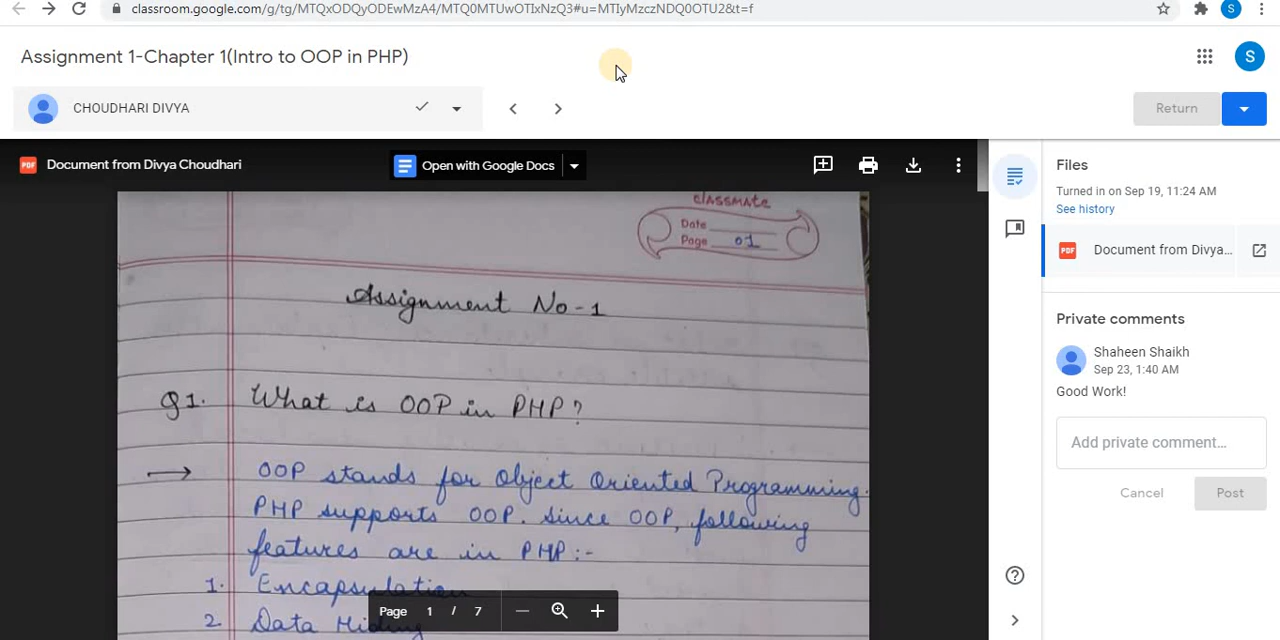 classroom.google.com/g/tg/MTQxODQyODEwMzA4/MTQ0MTUwOTIxNzQ3#u=MTIyMzczNDQ0OTU2&t=f
S
Assignment 1-Chapter 1(Intro to OOP in PHP)
S
CHOUDHARI DIVYA
Return
Document from Divya Choudhari
Open with Google Docs
Files
Turned in on Sep 19, 11:24 AM
See history
Document from Divya...
Private comments
Shaheen Shaikh
Sep 23, 1:40 AM
Good Work!
Add private comment...
Cancel
Post
classmate
Date
Page 01
Assignment No-1
Q1. What is OOP in PHP?
→ OOP stands for Object Oriented Programming.
PHP supports OOP. Since OOP, following
features are in PHP:-
1. Encapsulation
2. Data Hiding
Page 1 / 7